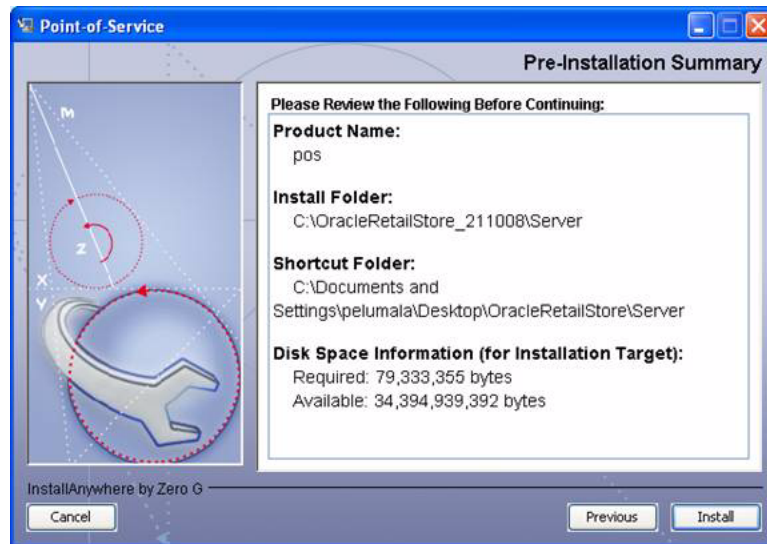 Point-of-Service
Pre-Installation Summary
M
Z
X
Y
Please Review the Following Before Continuing:
Product Name:
pos
Install Folder:
C:\OracleRetailStore_211008\Server
Shortcut Folder:
C:\Documents and
Settings\pelumala\Desktop\OracleRetailStore\Server
Disk Space Information (for Installation Target):
Required: 79,333,355 bytes
Available: 34,394,939,392 bytes
InstallAnywhere by Zero G
Cancel
Previous
Install